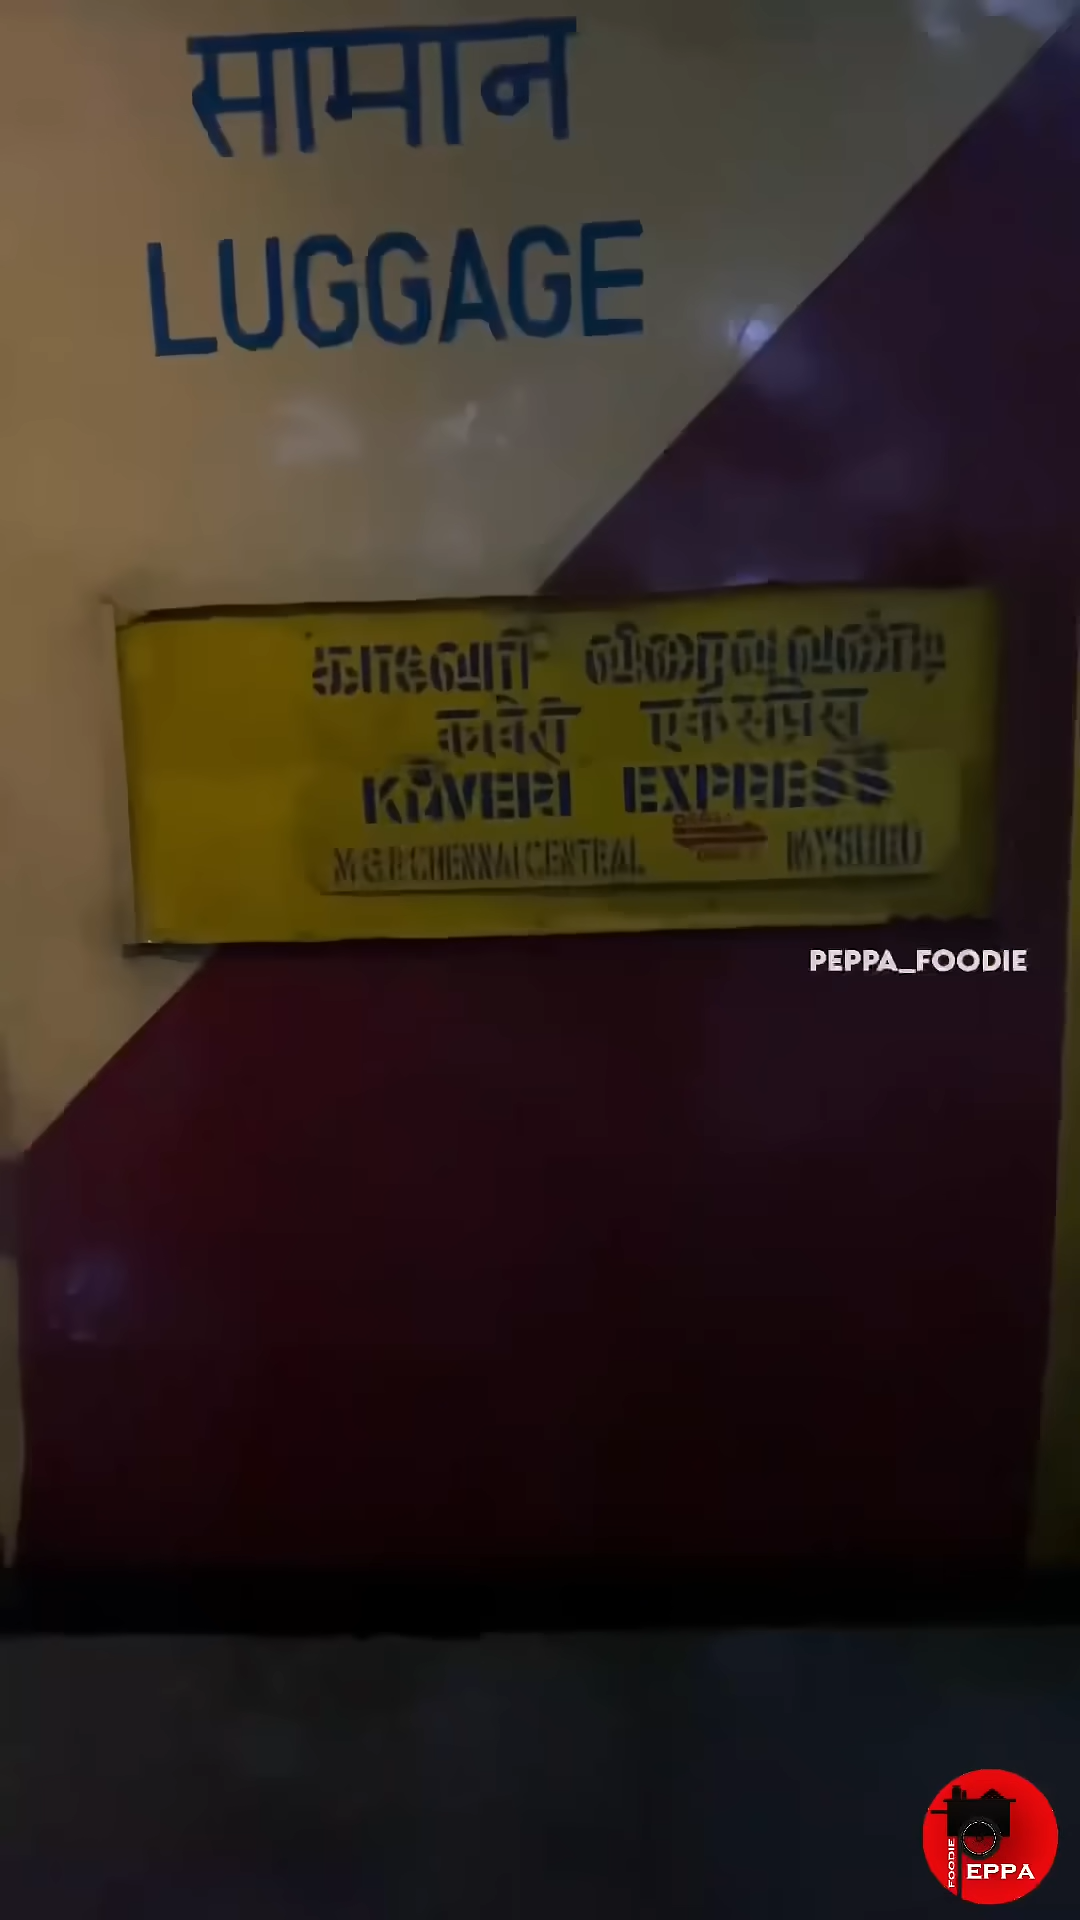 सामान
LUGGAGE
காவேரி விரைவு வண்டி
कावेरी एक्सप्रेस
KAVERI EXPRESS
M G R CHENNAI CENTRAL MYSURU
PEPPA_FOODIE
FOODIE
EPPA